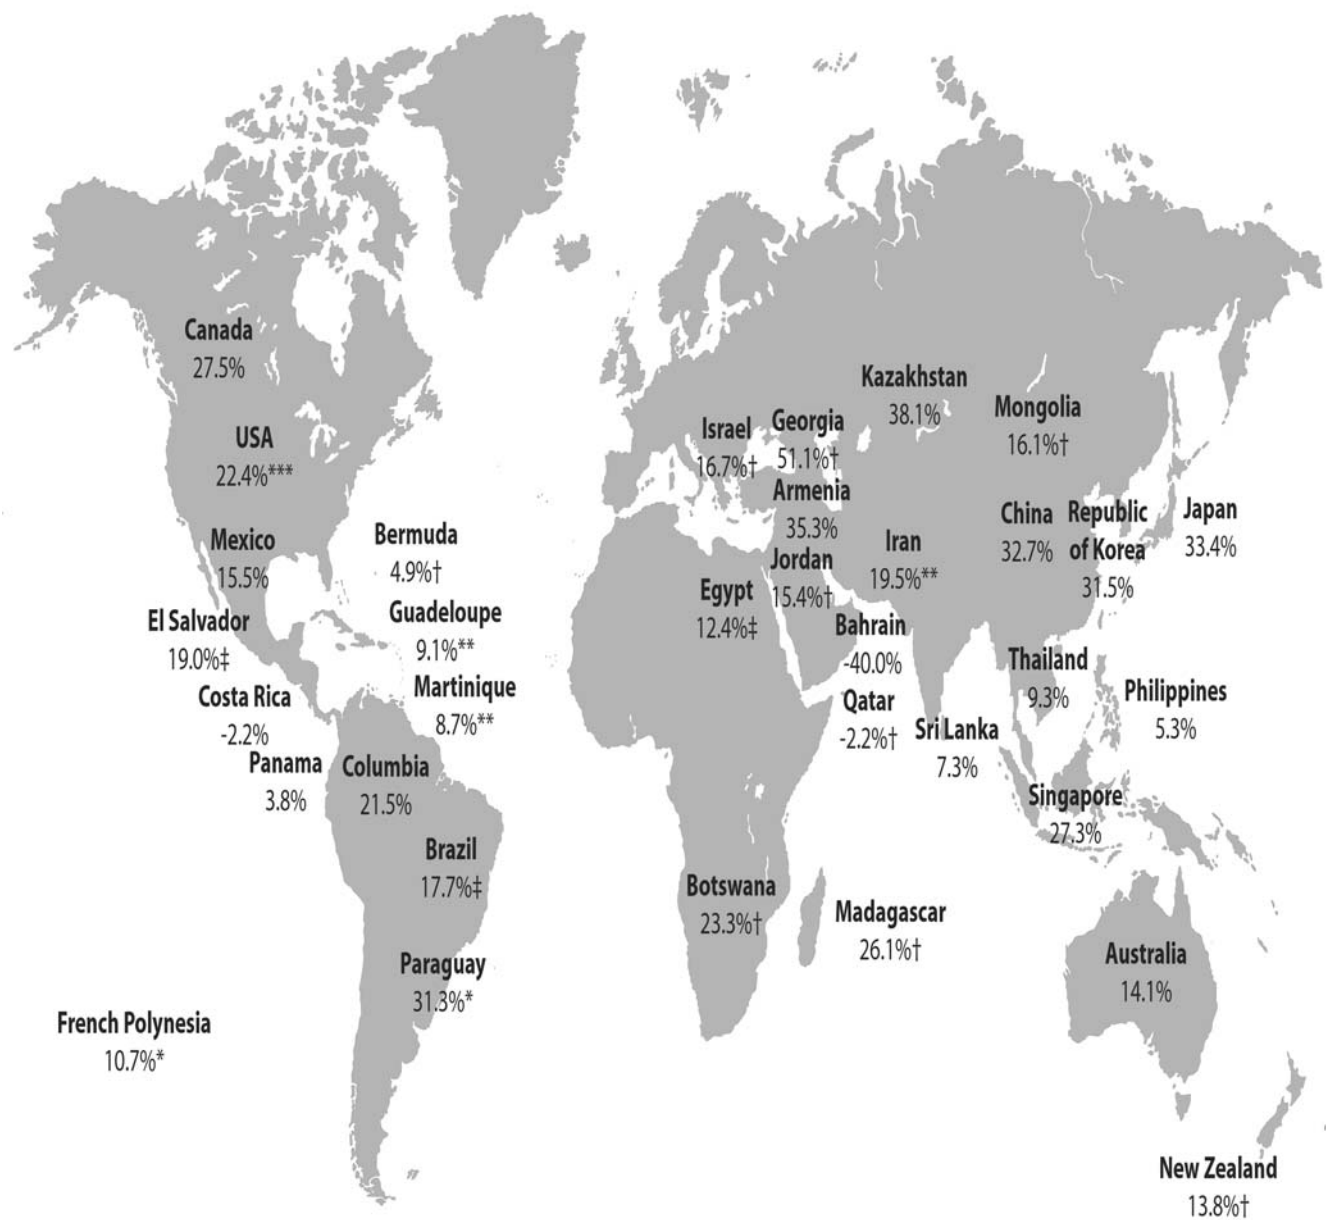 Canada
27.5%
USA
22.4%***
Mexico
15.5%
Bermuda
4.9%†
Guadeloupe
9.1%**
El Salvador
19.0%‡
Martinique
8.7%**
Costa Rica
-2.2%
Panama
3.8%
Columbia
21.5%
Brazil
17.7%‡
Paraguay
31.3%*
French Polynesia
10.7%*
Kazakhstan
38.1%
Mongolia
16.1%†
Israel
16.7%†
Georgia
51.1%†
Armenia
35.3%
China
32.7%
Republic
of Korea
31.5%
Japan
33.4%
Iran
19.5%**
Jordan
15.4%†
Egypt
12.4%‡
Bahrain
-40.0%
Qatar
-2.2%†
Sri Lanka
7.3%
Thailand
9.3%
Philippines
5.3%
Singapore
27.3%
Botswana
23.3%†
Madagascar
26.1%†
Australia
14.1%
New Zealand
13.8%†